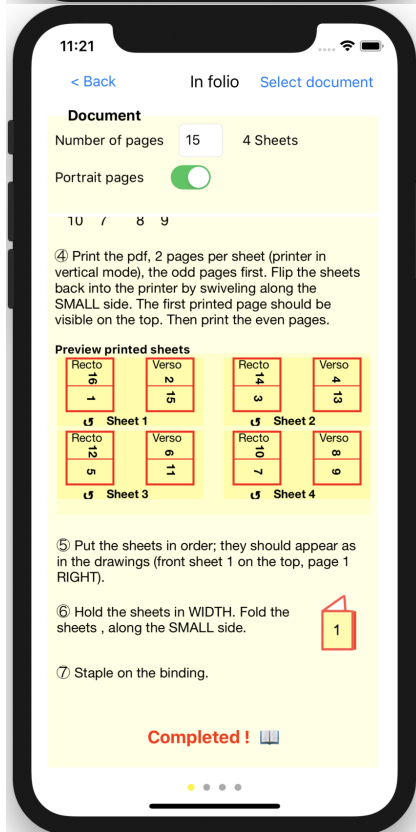 11:21
< Back In folio Select document
Document
Number of pages 15 4 Sheets
Portrait pages
10 7 8 9
④ Print the pdf, 2 pages per sheet (printer in
vertical mode), the odd pages first. Flip the sheets
back into the printer by swiveling along the
SMALL side. The first printed page should be
visible on the top. Then print the even pages.
Preview printed sheets
Recto Verso Recto Verso
16 2 14 4
1 15 3 13
↺ Sheet 1 ↺ Sheet 2
Recto Verso Recto Verso
12 6 10 8
5 11 7 9
↺ Sheet 3 ↺ Sheet 4
⑤ Put the sheets in order; they should appear as
in the drawings (front sheet 1 on the top, page 1
RIGHT).
⑥ Hold the sheets in WIDTH. Fold the
sheets , along the SMALL side.
1
⑦ Staple on the binding.
Completed ! 📖